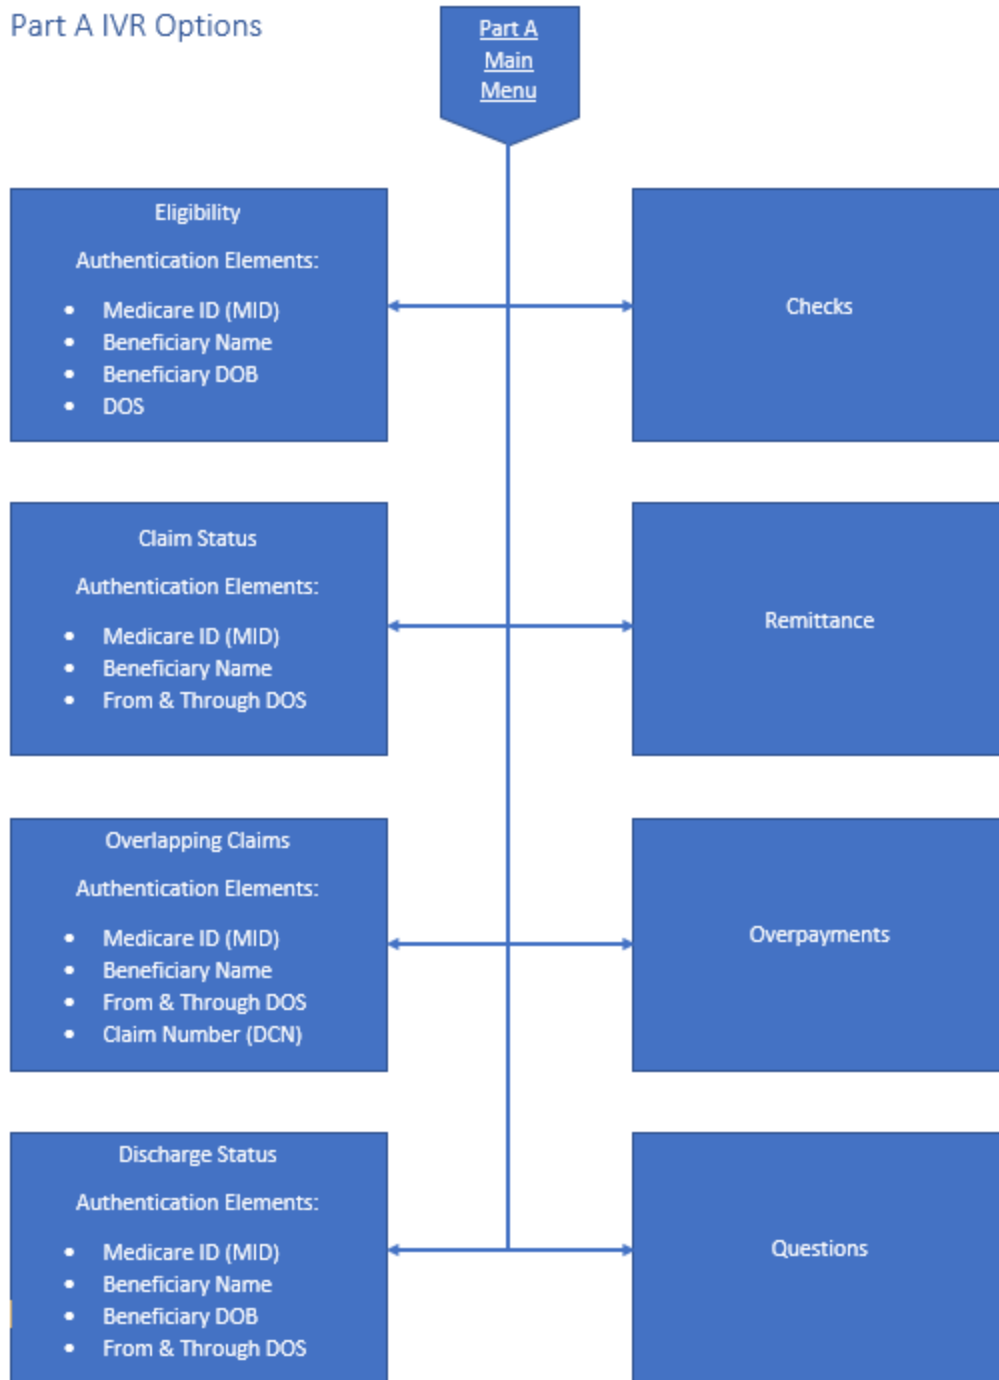 Part A IVR Options
Part A
Main
Menu
Eligibility
Authentication Elements:
• Medicare ID (MID)
• Beneficiary Name
• Beneficiary DOB
• DOS
Checks
Claim Status
Authentication Elements:
• Medicare ID (MID)
• Beneficiary Name
• From & Through DOS
Remittance
Overlapping Claims
Authentication Elements:
• Medicare ID (MID)
• Beneficiary Name
• From & Through DOS
• Claim Number (DCN)
Overpayments
Discharge Status
Authentication Elements:
• Medicare ID (MID)
• Beneficiary Name
• Beneficiary DOB
• From & Through DOS
Questions